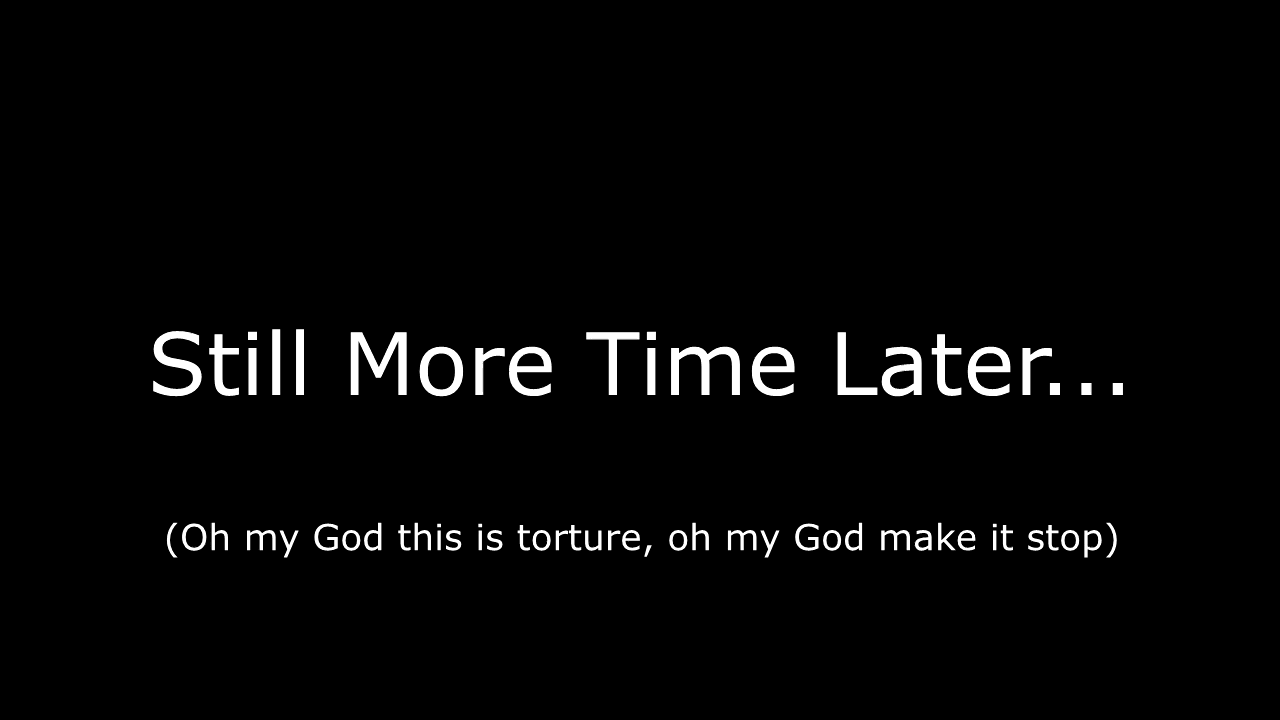 Still More Time Later...
(Oh my God this is torture, oh my God make it stop)